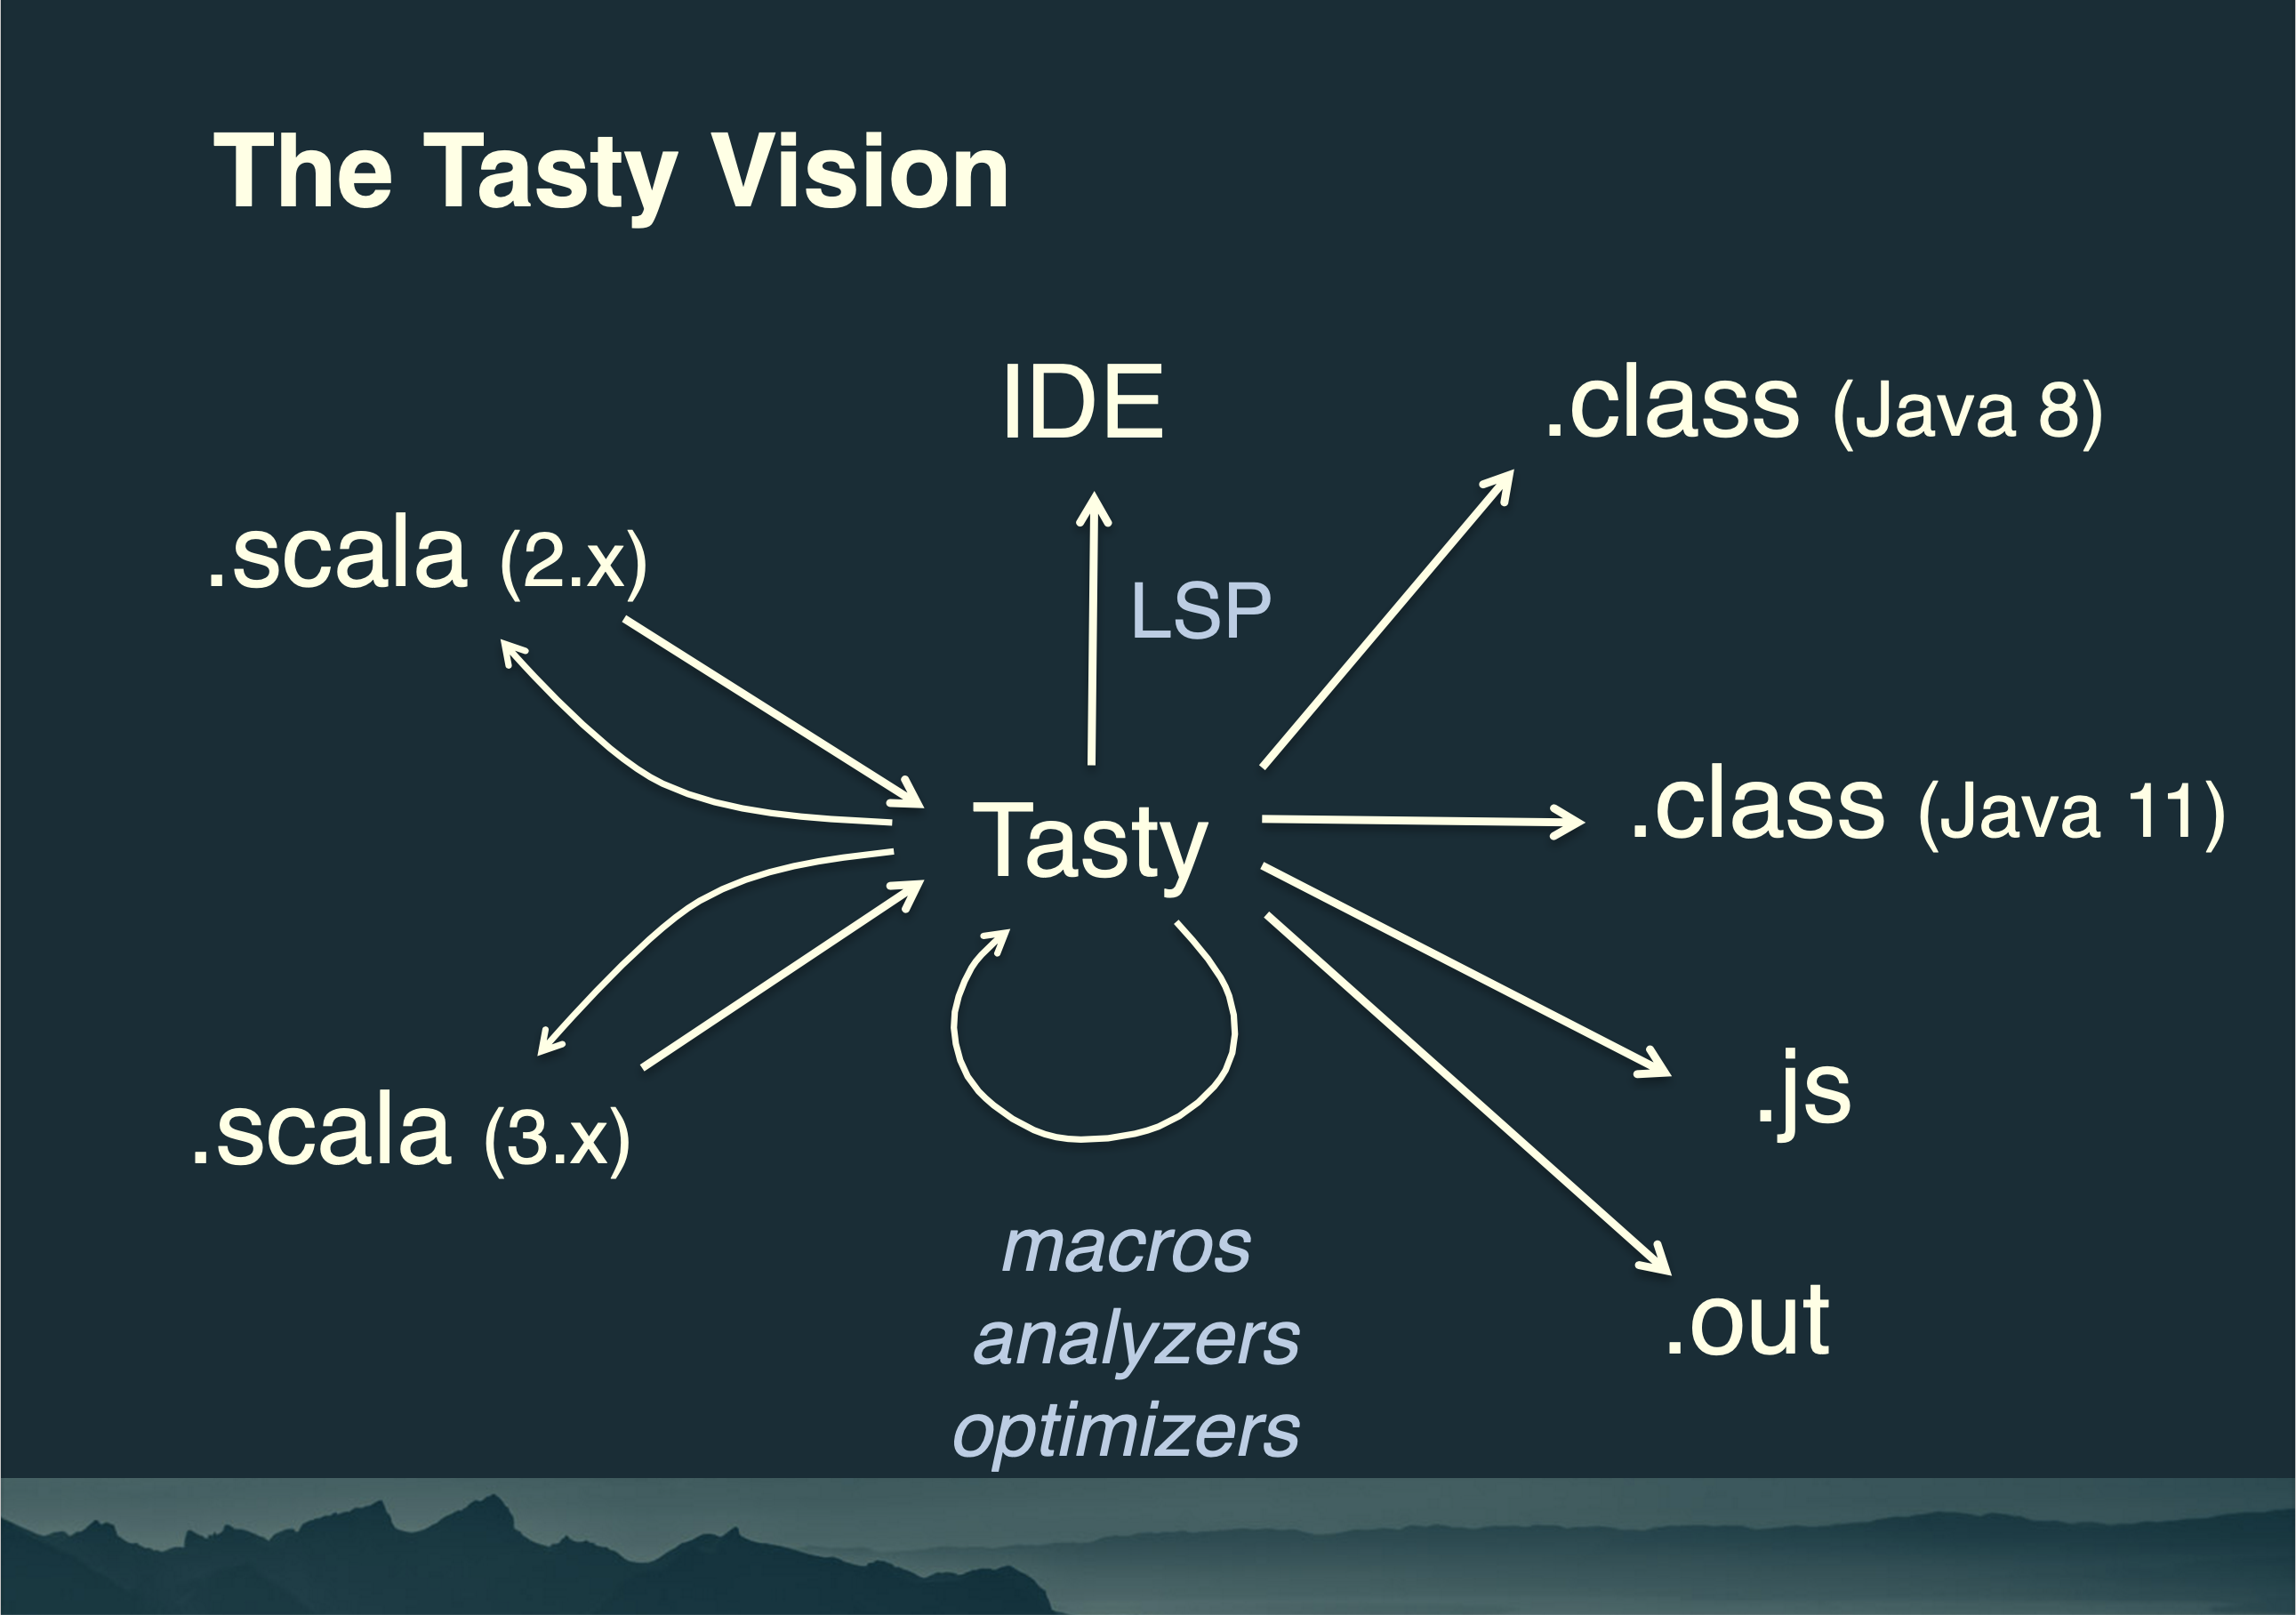 The Tasty Vision
IDE
.class (Java 8)
.scala (2.x)
LSP
Tasty
.class (Java 11)
.scala (3.x)
.js
macros
analyzers
.out
optimizers